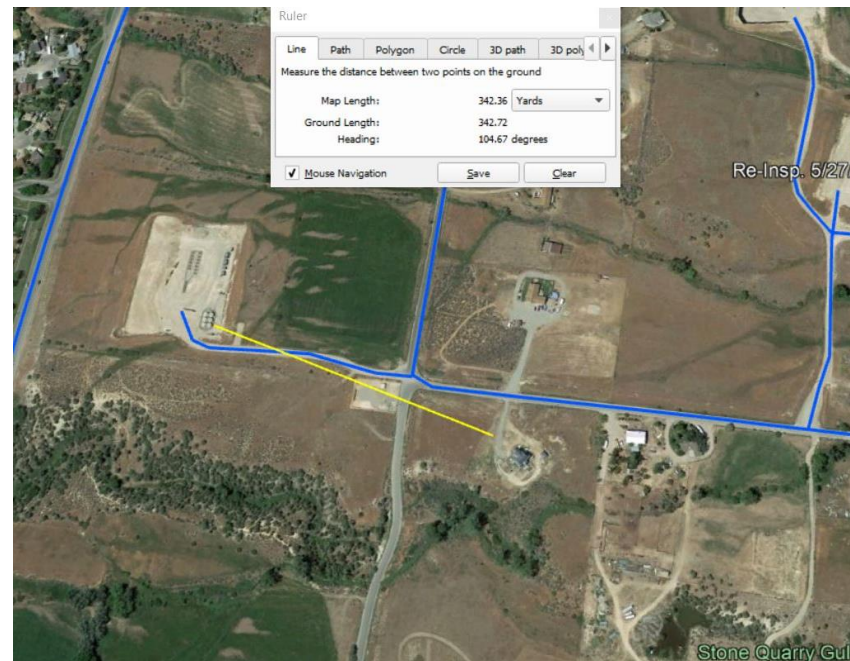 Ruler
Line Path Polygon Circle 3D path 3D poly
Measure the distance between two points on the ground
Map Length: 342.36 Yards
Ground Length: 342.72
Heading: 104.67 degrees
Mouse Navigation Save Clear
Re-Insp. 5/27/
Stone Quarry Gul